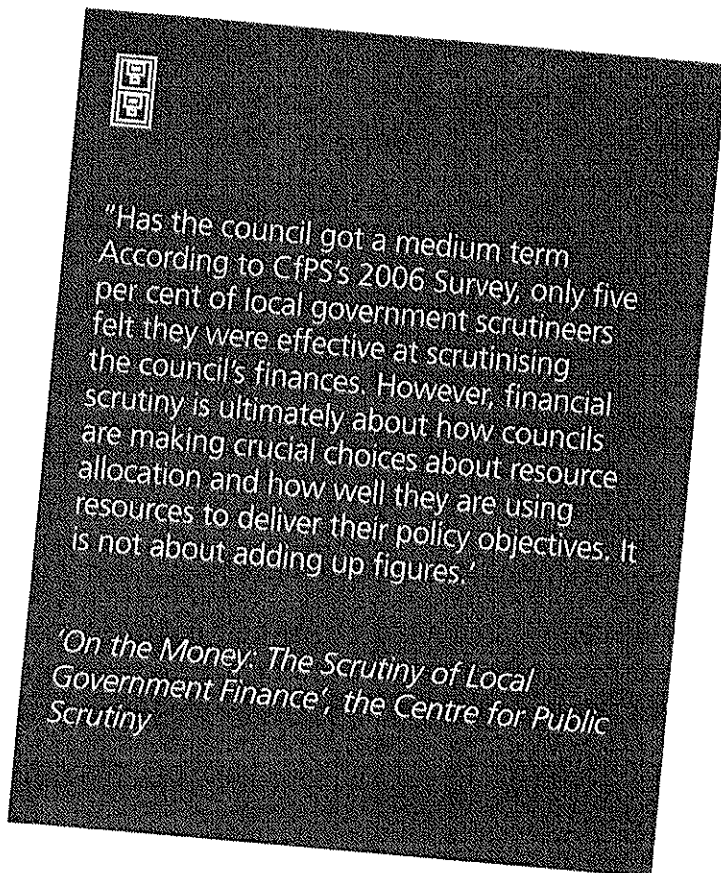 "Has the council got a medium term
According to CfPS's 2006 Survey, only five
per cent of local government scrutineers
felt they were effective at scrutinising
the council's finances. However, financial
scrutiny is ultimately about how councils
are making crucial choices about resource
allocation and how well they are using
resources to deliver their policy objectives. It
is not about adding up figures.'
'On the Money: The Scrutiny of Local
Government Finance', the Centre for Public
Scrutiny